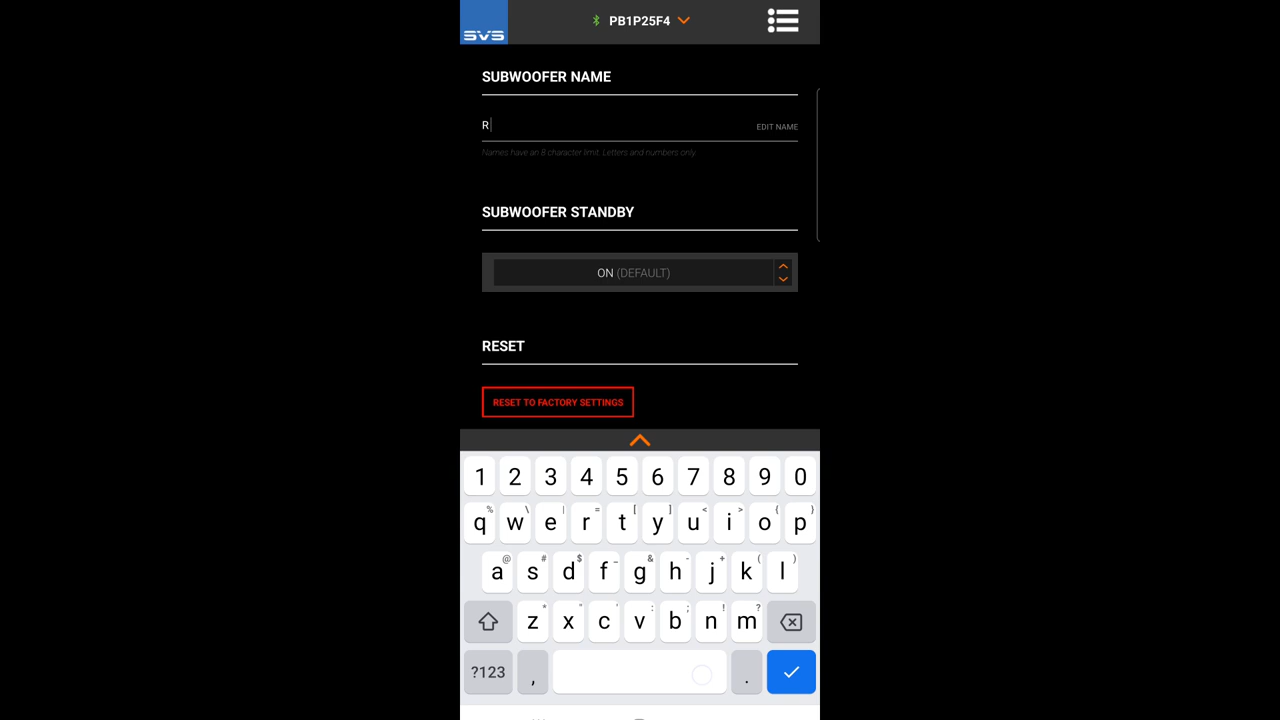 SVS
PB1P25F4
SUBWOOFER NAME
R
EDIT NAME
Names have an 8 character limit. Letters and numbers only.
SUBWOOFER STANDBY
ON (DEFAULT)
RESET
RESET TO FACTORY SETTINGS
1 2 3 4 5 6 7 8 9 0
% \ | = [ ] < > { }
q w e r t y u i o p
@ # $ _ & - + ( )
a s d f g h j k l
* " ' : ; ! ?
z x c v b n m
?123 , .